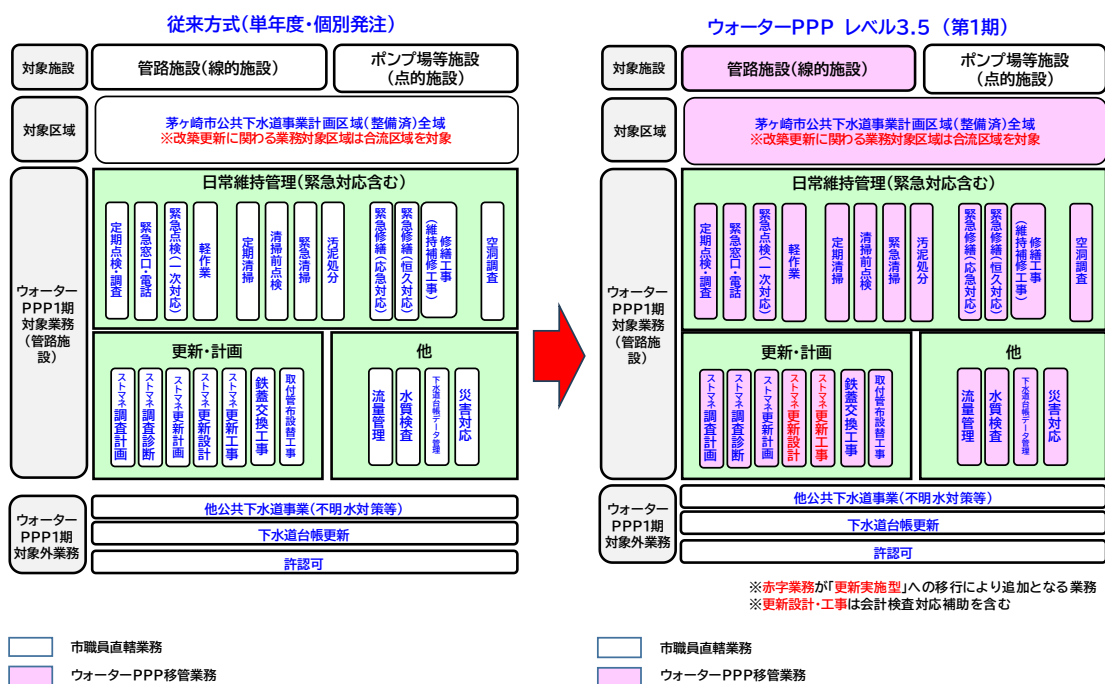 従来方式(単年度・個別発注)
対象施設
管路施設(線的施設)
ポンプ場等施設
(点的施設)
対象区域
茅ヶ崎市公共下水道事業計画区域(整備済)全域
※改築更新に関わる業務対象区域は合流区域を対象
ウォーター
PPP1期
対象業務
(管路施
設)
日常維持管理(緊急対応含む)
定期点検・調査
緊急窓口・電話
緊急点検(一次対応)
軽作業
定期清掃
清掃前点検
緊急清掃
汚泥処分
緊急修繕(応急対応)
緊急修繕(恒久対応)
修繕工事
(維持補修工事)
空洞調査
更新・計画
ストマネ調査計画
ストマネ調査診断
ストマネ更新計画
ストマネ更新設計
ストマネ更新工事
鉄蓋交換工事
取付管布設替工事
他
流量管理
水質検査
下水道台帳データ管理
災害対応
ウォーター
PPP1期
対象外業務
他公共下水道事業(不明水対策等)
下水道台帳更新
許認可
市職員直轄業務
ウォーターPPP移管業務
ウォーターPPP レベル3.5 (第1期)
対象施設
管路施設(線的施設)
ポンプ場等施設
(点的施設)
対象区域
茅ヶ崎市公共下水道事業計画区域(整備済)全域
※改築更新に関わる業務対象区域は合流区域を対象
ウォーター
PPP1期
対象業務
(管路施
設)
日常維持管理(緊急対応含む)
定期点検・調査
緊急窓口・電話
緊急点検(一次対応)
軽作業
定期清掃
清掃前点検
緊急清掃
汚泥処分
緊急修繕(応急対応)
緊急修繕(恒久対応)
修繕工事
(維持補修工事)
空洞調査
更新・計画
ストマネ調査計画
ストマネ調査診断
ストマネ更新計画
ストマネ更新設計
ストマネ更新工事
鉄蓋交換工事
取付管布設替工事
他
流量管理
水質検査
下水道台帳データ管理
災害対応
ウォーター
PPP1期
対象外業務
他公共下水道事業(不明水対策等)
下水道台帳更新
許認可
※赤字業務が「更新実施型」への移行により追加となる業務
※更新設計・工事は会計検査対応補助を含む
市職員直轄業務
ウォーターPPP移管業務